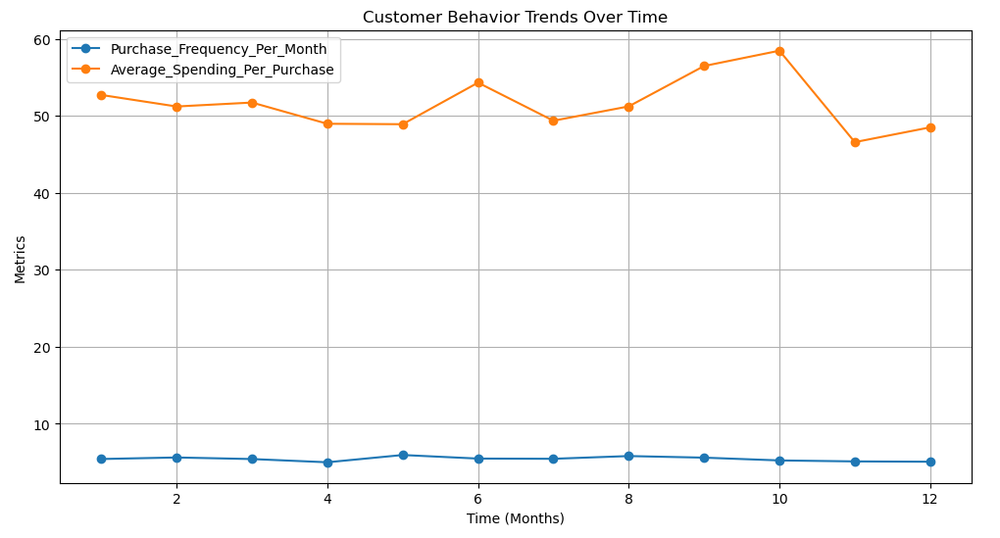 Customer Behavior Trends Over Time
Purchase_Frequency_Per_Month
Average_Spending_Per_Purchase
60
50
40
30
20
10
Metrics
2 4 6 8 10 12
Time (Months)